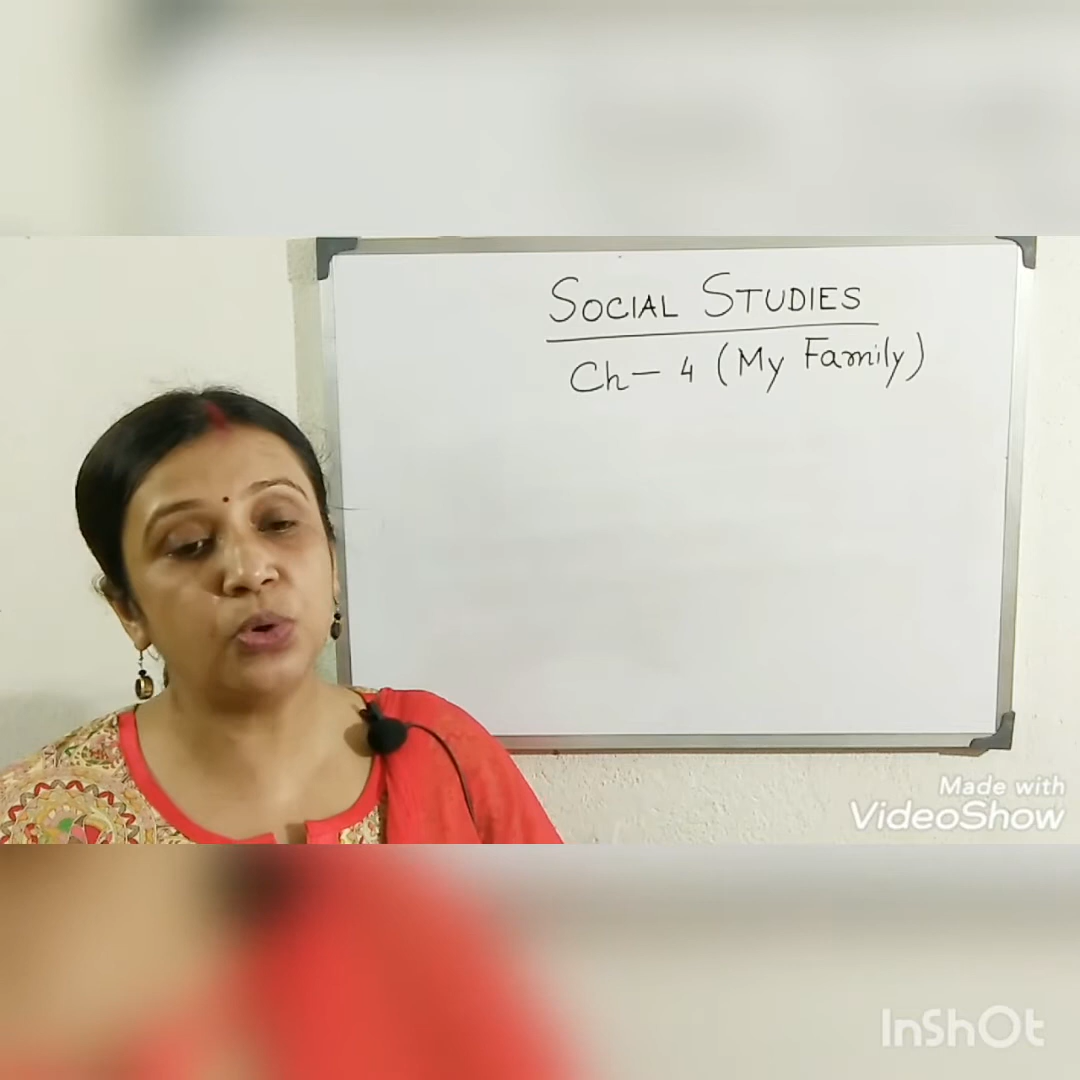 SOCIAL STUDIES
Ch- 4 (My Family)
Made with
VideoShow
InShOt